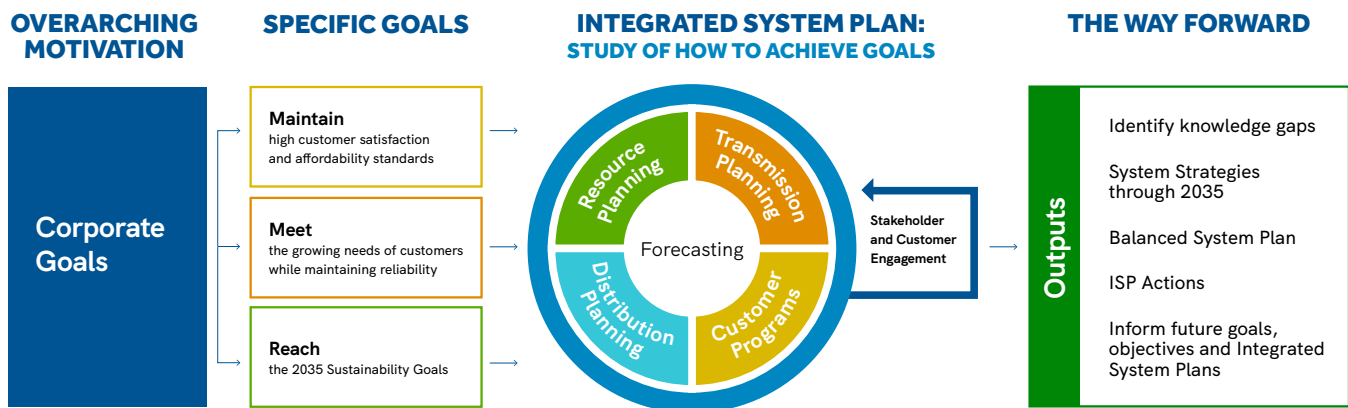 OVERARCHING
MOTIVATION
SPECIFIC GOALS
INTEGRATED SYSTEM PLAN:
STUDY OF HOW TO ACHIEVE GOALS
THE WAY FORWARD
Corporate
Goals
Maintain
high customer satisfaction
and affordability standards
Meet
the growing needs of customers
while maintaining reliability
Reach
the 2035 Sustainability Goals
Resource
Planning
Transmission
Planning
Forecasting
Distribution
Planning
Customer
Programs
Stakeholder
and Customer
Engagement
Outputs
Identify knowledge gaps
System Strategies
through 2035
Balanced System Plan
ISP Actions
Inform future goals,
objectives and Integrated
System Plans